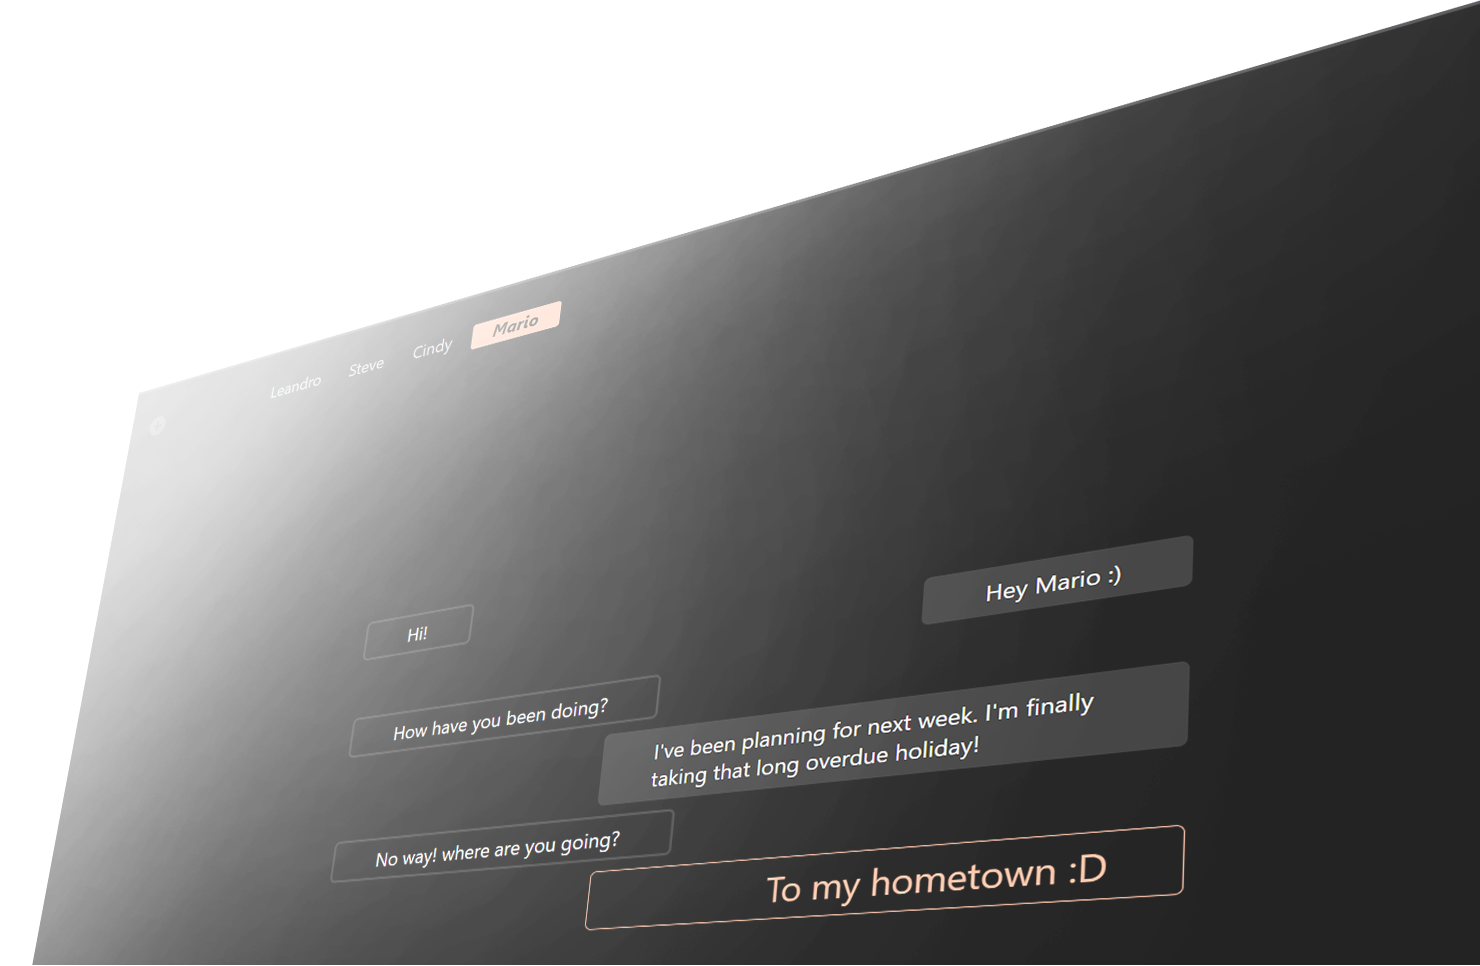 Leandro Steve Cindy Mario
Hey Mario :)
Hi!
How have you been doing?
I've been planning for next week. I'm finally
taking that long overdue holiday!
No way! where are you going?
To my hometown :D